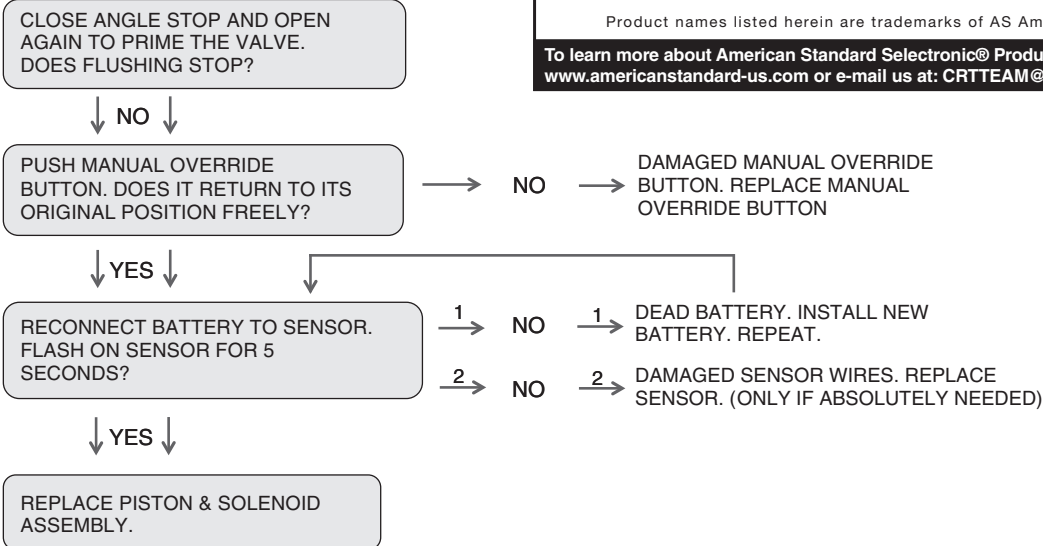 CLOSE ANGLE STOP AND OPEN
AGAIN TO PRIME THE VALVE.
DOES FLUSHING STOP?
Product names listed herein are trademarks of AS Am
To learn more about American Standard Selectronic® Produ
www.americanstandard-us.com or e-mail us at: CRTTEAM@
NO
PUSH MANUAL OVERRIDE
BUTTON. DOES IT RETURN TO ITS
ORIGINAL POSITION FREELY?
NO
DAMAGED MANUAL OVERRIDE
BUTTON. REPLACE MANUAL
OVERRIDE BUTTON
YES
RECONNECT BATTERY TO SENSOR.
FLASH ON SENSOR FOR 5
SECONDS?
1 NO 1
DEAD BATTERY. INSTALL NEW
BATTERY. REPEAT.
2 NO 2
DAMAGED SENSOR WIRES. REPLACE
SENSOR. (ONLY IF ABSOLUTELY NEEDED)
YES
REPLACE PISTON & SOLENOID
ASSEMBLY.